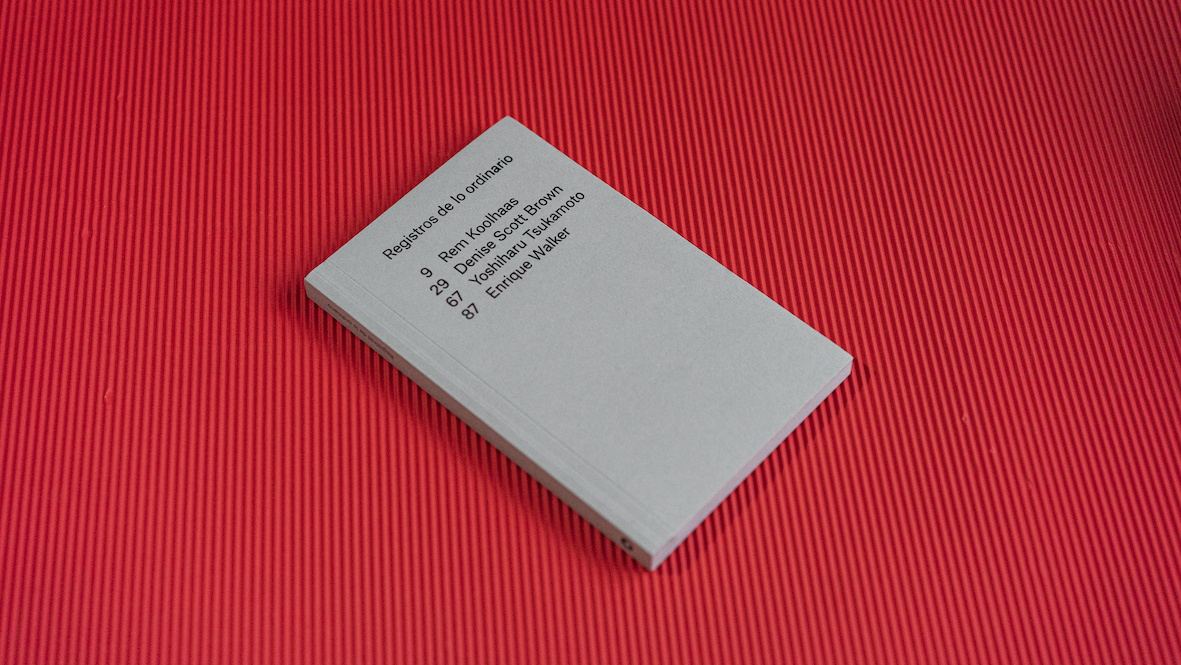 Registros de lo ordinario
9 Rem Koolhaas
29 Denise Scott Brown
67 Yoshiharu Tsukamoto
87 Enrique Walker